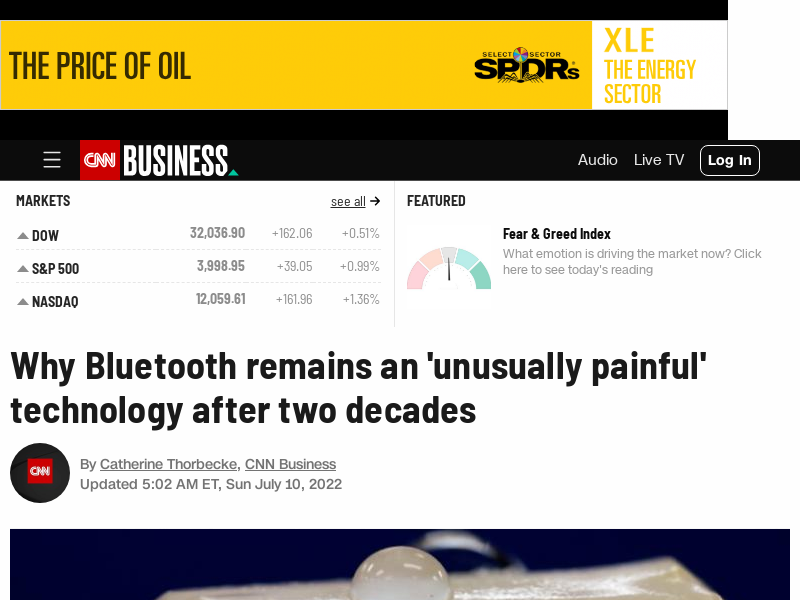 THE PRICE OF OIL
SELECT SECTOR
SPDRs
XLE
THE ENERGY
SECTOR
CNN BUSINESS
Audio
Live TV
Log In
MARKETS
see all
DOW 32,036.90 +162.06 +0.51%
S&P 500 3,998.95 +39.05 +0.99%
NASDAQ 12,059.61 +161.96 +1.36%
FEATURED
Fear & Greed Index
What emotion is driving the market now? Click
here to see today's reading
Why Bluetooth remains an 'unusually painful'
technology after two decades
CNN
By Catherine Thorbecke, CNN Business
Updated 5:02 AM ET, Sun July 10, 2022